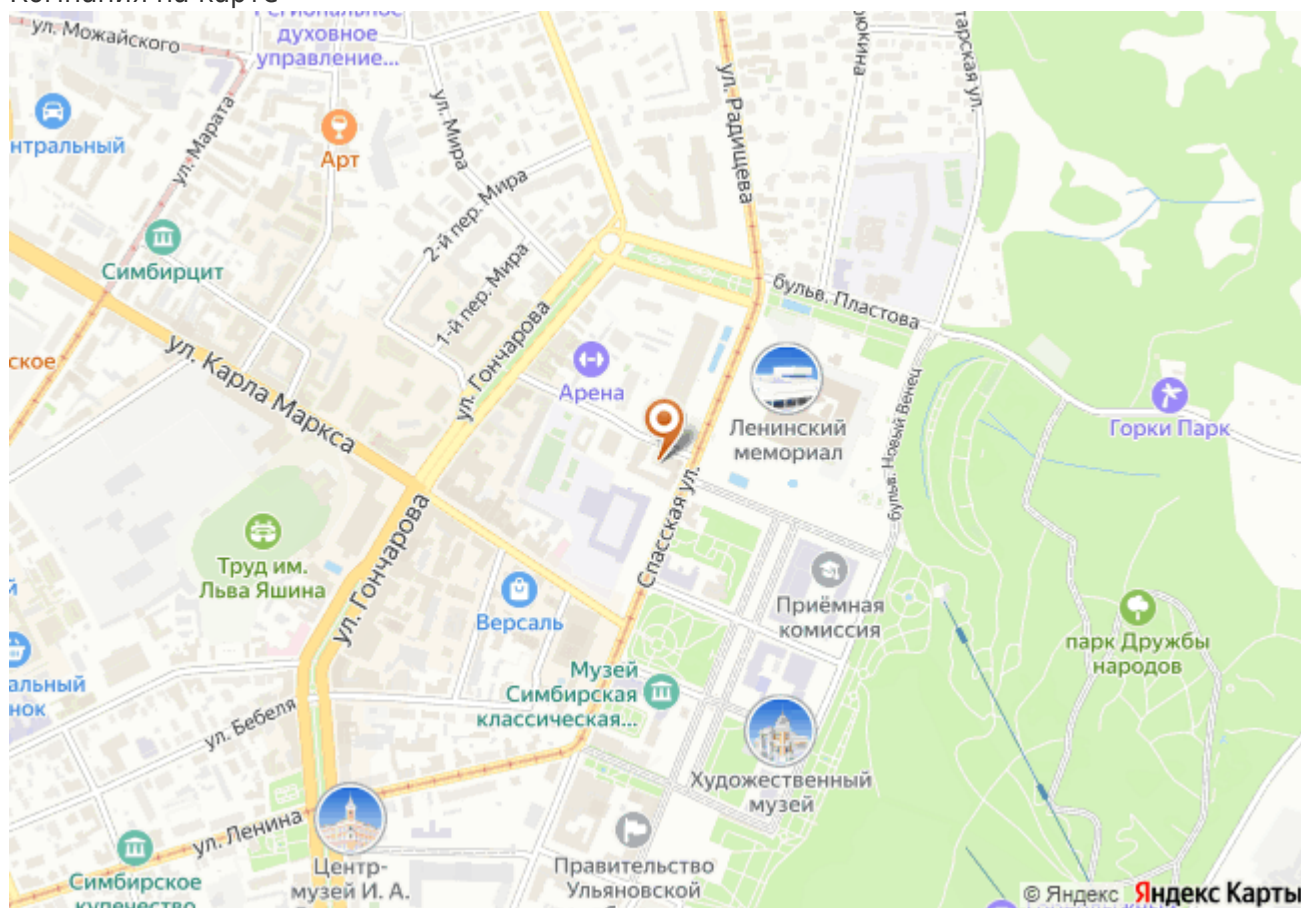 Компания на карте
Региональное
духовное
управление...
ул. Можайского
ул. Марата
ул. Мира
ул. Радищева
нтральный
Арт
2-й пер. Мира
1-й пер. Мира
Симбирцит
ул. Гончарова
бульв. Пластова
ское
ул. Карла Маркса
Арена
Ленинский
мемориал
бульв. Новый Венец
Горки Парк
Спасская ул.
Труд им.
Льва Яшина
ул. Гончарова
Версаль
Приёмная
комиссия
парк Дружбы
народов
й
альный
нок
Музей
Симбирская
классическая...
ул. Бебеля
Художественный
музей
ул. Ленина
Центр-
музей И. А.
Правительство
Ульяновской
Симбирское
купечество
© Яндекс Яндекс Карты